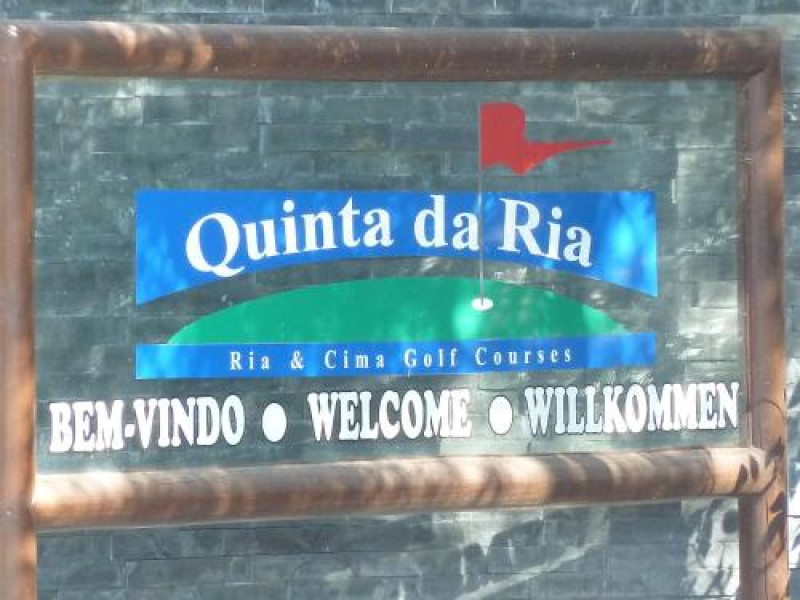 Quinta da Ria
Ria & Cima Golf Courses
BEM-VINDO ● WELCOME ● WILLKOMMEN